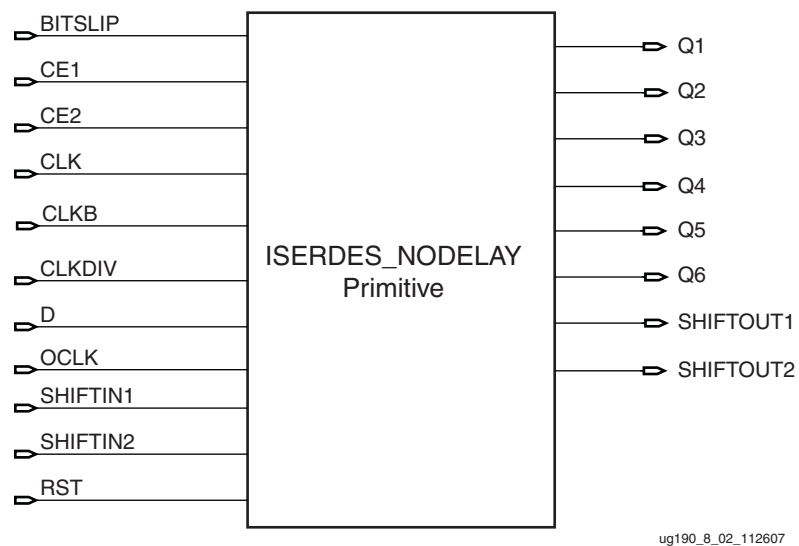 BITSLIP
CE1
CE2
CLK
CLKB
CLKDIV
D
OCLK
SHIFTIN1
SHIFTIN2
RST
ISERDES_NODELAY
Primitive
Q1
Q2
Q3
Q4
Q5
Q6
SHIFTOUT1
SHIFTOUT2
ug190_8_02_112607